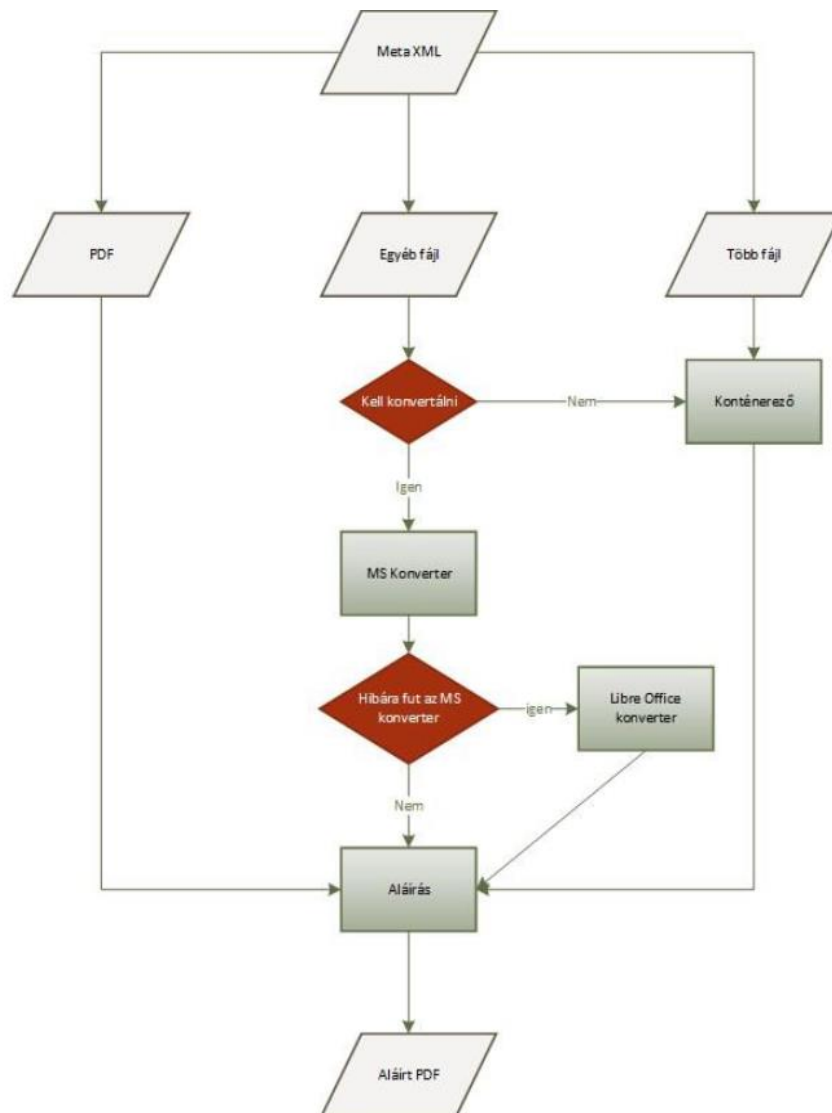 Meta XML
PDF
Egyéb fájl
Több fájl
Kell konvertálni
Nem
Konténerező
Igen
MS Konverter
Hibára fut az MS
konverter
igen
Libre Office
konverter
Nem
Aláírás
Aláírt PDF